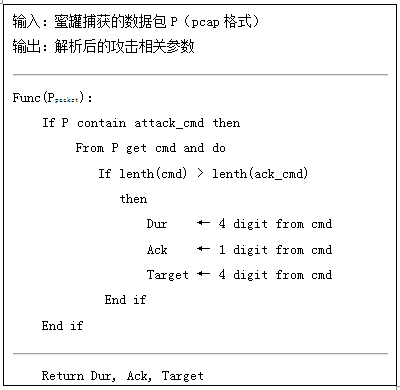 输入：蜜罐捕获的数据包 P（pcap 格式）
输出：解析后的攻击相关参数
Func(Ppacket):
If P contain attack_cmd then
From P get cmd and do
If lenth(cmd) > lenth(ack_cmd)
then
Dur ← 4 digit from cmd
Ack ← 1 digit from cmd
Target ← 4 digit from cmd
End if
End if
Return Dur, Ack, Target